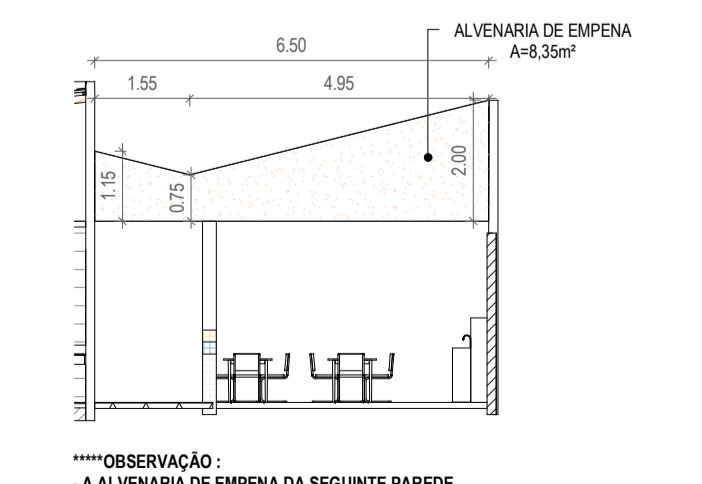 ALVENARIA DE EMPENA
A=8,35m²
6.50
1.55
4.95
1.15
0.75
2.00
*****OBSERVAÇÃO :
- A ALVENARIA DE EMPENA DA SEGUINTE PAREDE